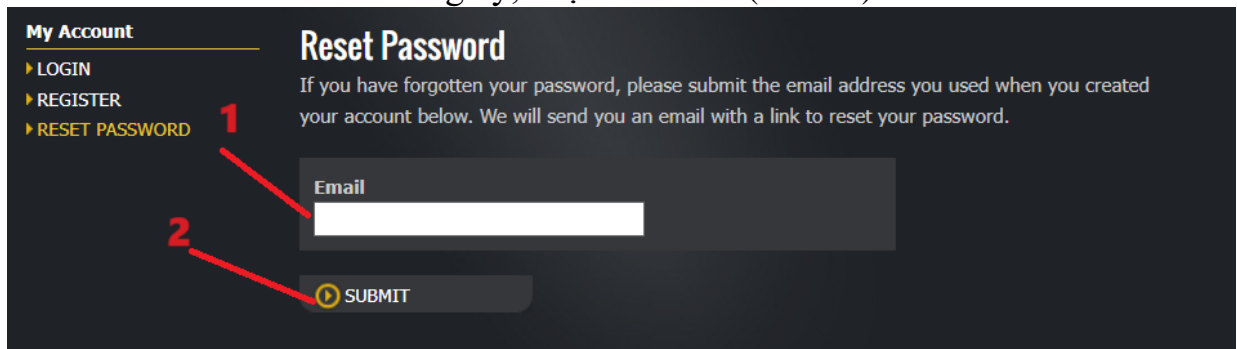 My Account
LOGIN
REGISTER
RESET PASSWORD
Reset Password
If you have forgotten your password, please submit the email address you used when you created
your account below. We will send you an email with a link to reset your password.
1
Email
2
SUBMIT